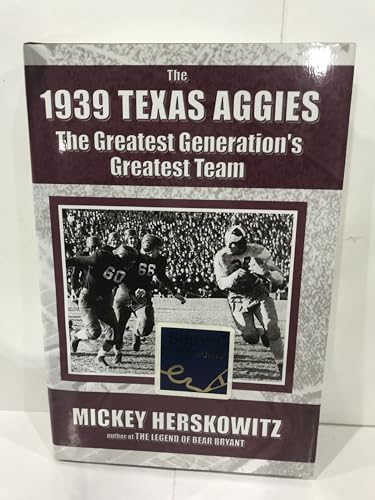 The
1939 TEXAS AGGIES
The Greatest Generation's
Greatest Team
60
66
MICKEY HERSKOWITZ
author of THE LEGEND OF BEAR BRYANT